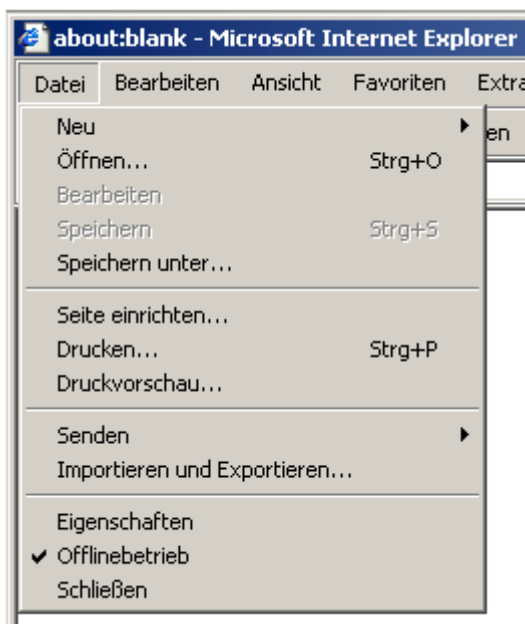 about:blank - Microsoft Internet Explorer
Datei Bearbeiten Ansicht Favoriten
Neu
Öffnen... Strg+O
Bearbeiten
Speichern Strg+S
Speichern unter...
Seite einrichten...
Drucken... Strg+P
Druckvorschau...
Senden
Importieren und Exportieren...
Eigenschaften
Offlinebetrieb
Schließen